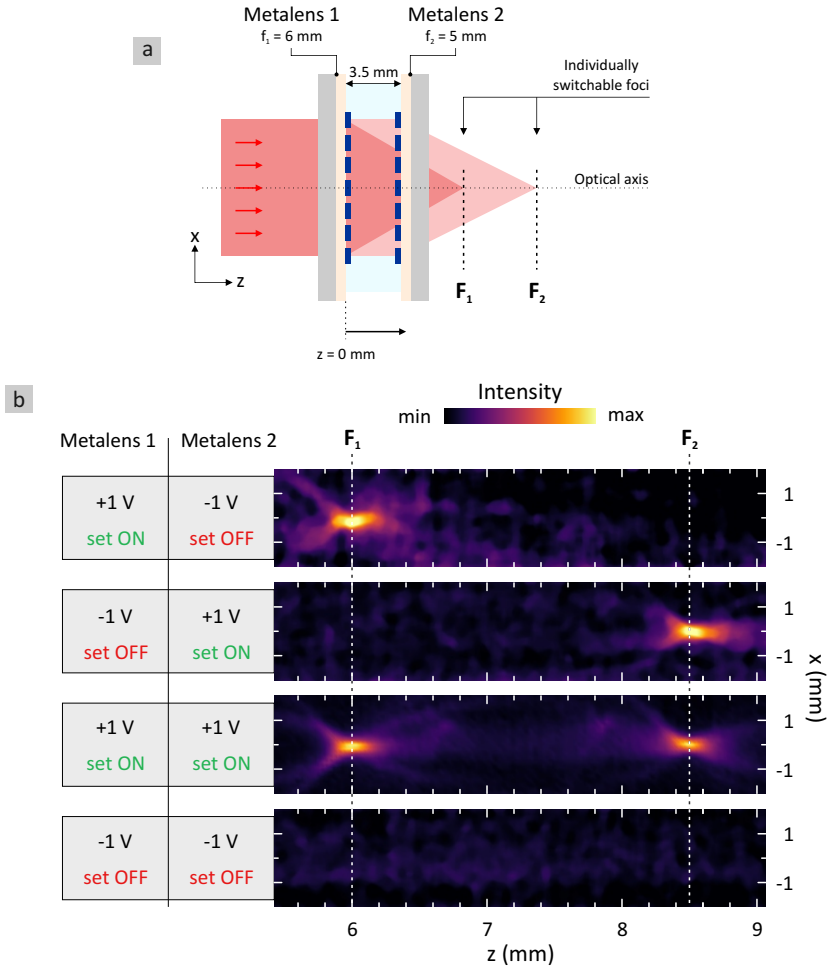 Metalens 1
Metalens 2
a
f₁ = 6 mm
f₂ = 5 mm
3.5 mm
Individually
switchable foci
Optical axis
x
z
F₁
F₂
z = 0 mm
b
Intensity
min
max
Metalens 1
Metalens 2
F₁
F₂
+1 V
-1 V
set ON
set OFF
1
-1
-1 V
+1 V
set OFF
set ON
1
-1
x (mm)
+1 V
+1 V
set ON
set ON
1
-1
-1 V
-1 V
set OFF
set OFF
1
-1
6
7
8
9
z (mm)